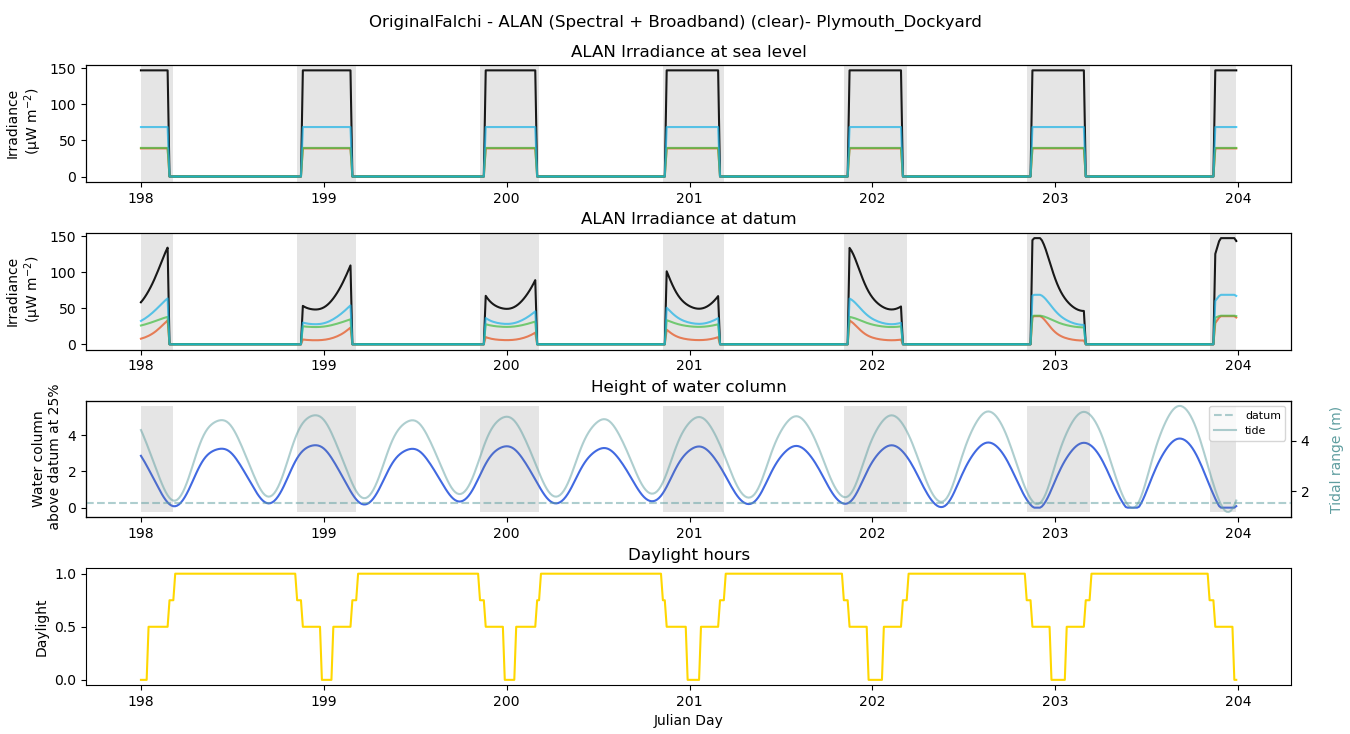 OriginalFalchi - ALAN (Spectral + Broadband) (clear)- Plymouth_Dockyard
ALAN Irradiance at sea level
Irradiance
(µW m⁻²)
150
100
50
0
198 199 200 201 202 203 204
ALAN Irradiance at datum
Irradiance
(µW m⁻²)
150
100
50
0
198 199 200 201 202 203 204
Height of water column
Water column
above datum at 25%
4
2
0
datum
tide
4
2
Tidal range (m)
198 199 200 201 202 203 204
Daylight hours
Daylight
1.0
0.5
0.0
198 199 200 201 202 203 204
Julian Day